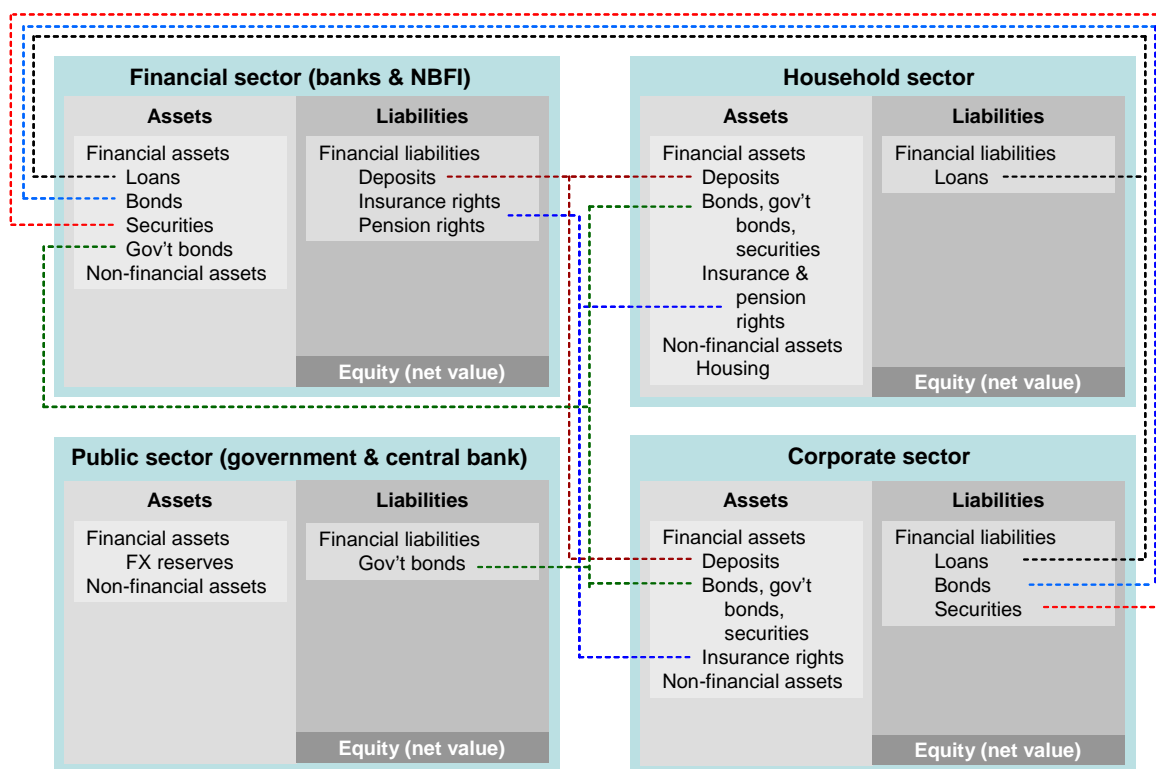 Financial sector (banks & NBFI)
Assets
Financial assets
Loans
Bonds
Securities
Gov’t bonds
Non-financial assets
Liabilities
Financial liabilities
Deposits
Insurance rights
Pension rights
Equity (net value)
Household sector
Assets
Financial assets
Deposits
Bonds, gov’t
bonds,
securities
Insurance &
pension
rights
Non-financial assets
Housing
Liabilities
Financial liabilities
Loans
Equity (net value)
Public sector (government & central bank)
Assets
Financial assets
FX reserves
Non-financial assets
Liabilities
Financial liabilities
Gov’t bonds
Equity (net value)
Corporate sector
Assets
Financial assets
Deposits
Bonds, gov’t
bonds,
securities
Insurance rights
Non-financial assets
Liabilities
Financial liabilities
Loans
Bonds
Securities
Equity (net value)